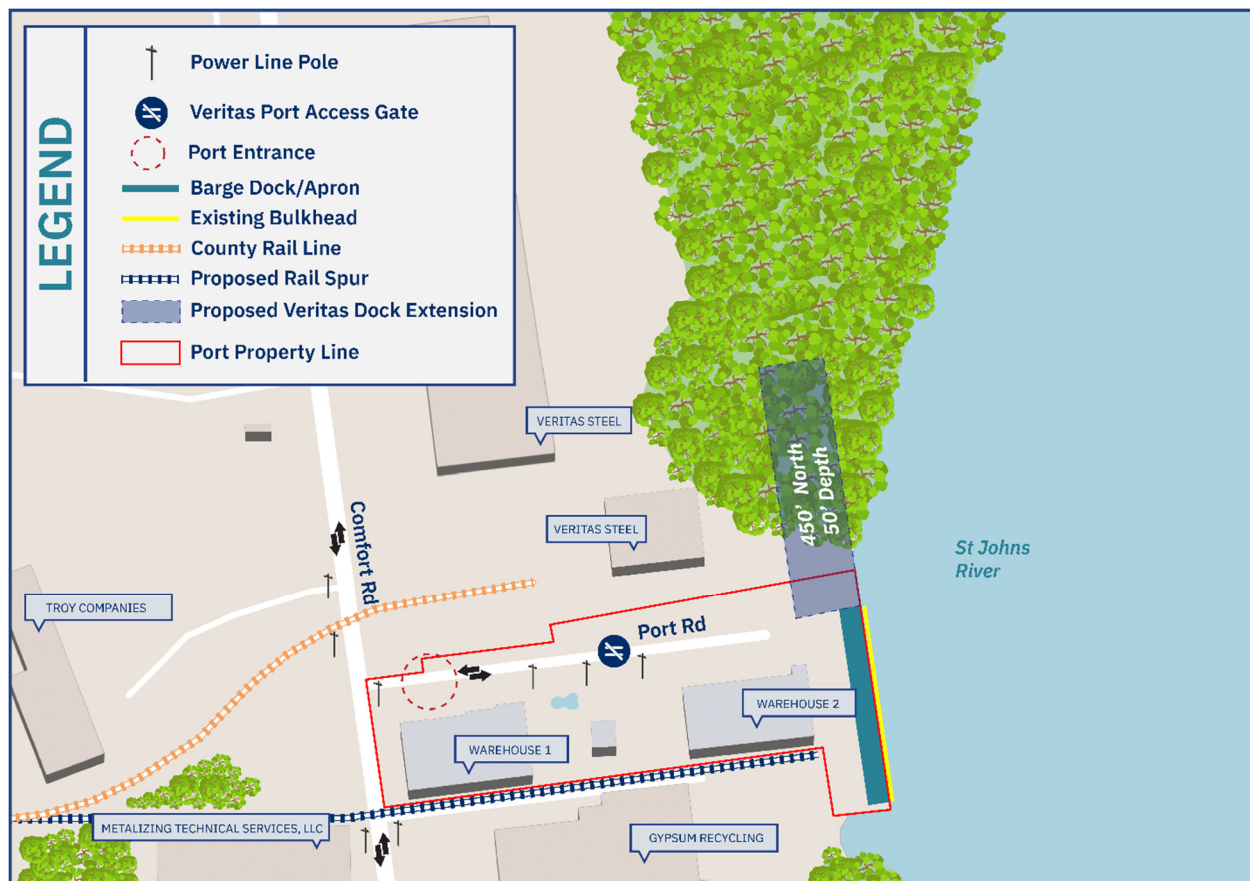 LEGEND
Power Line Pole
Veritas Port Access Gate
Port Entrance
Barge Dock/Apron
Existing Bulkhead
County Rail Line
Proposed Rail Spur
Proposed Veritas Dock Extension
Port Property Line
VERITAS STEEL
450' North
50' Depth
Comfort Rd
VERITAS STEEL
St Johns
River
TROY COMPANIES
Port Rd
WAREHOUSE 2
WAREHOUSE 1
METALIZING TECHNICAL SERVICES, LLC
GYPSUM RECYCLING